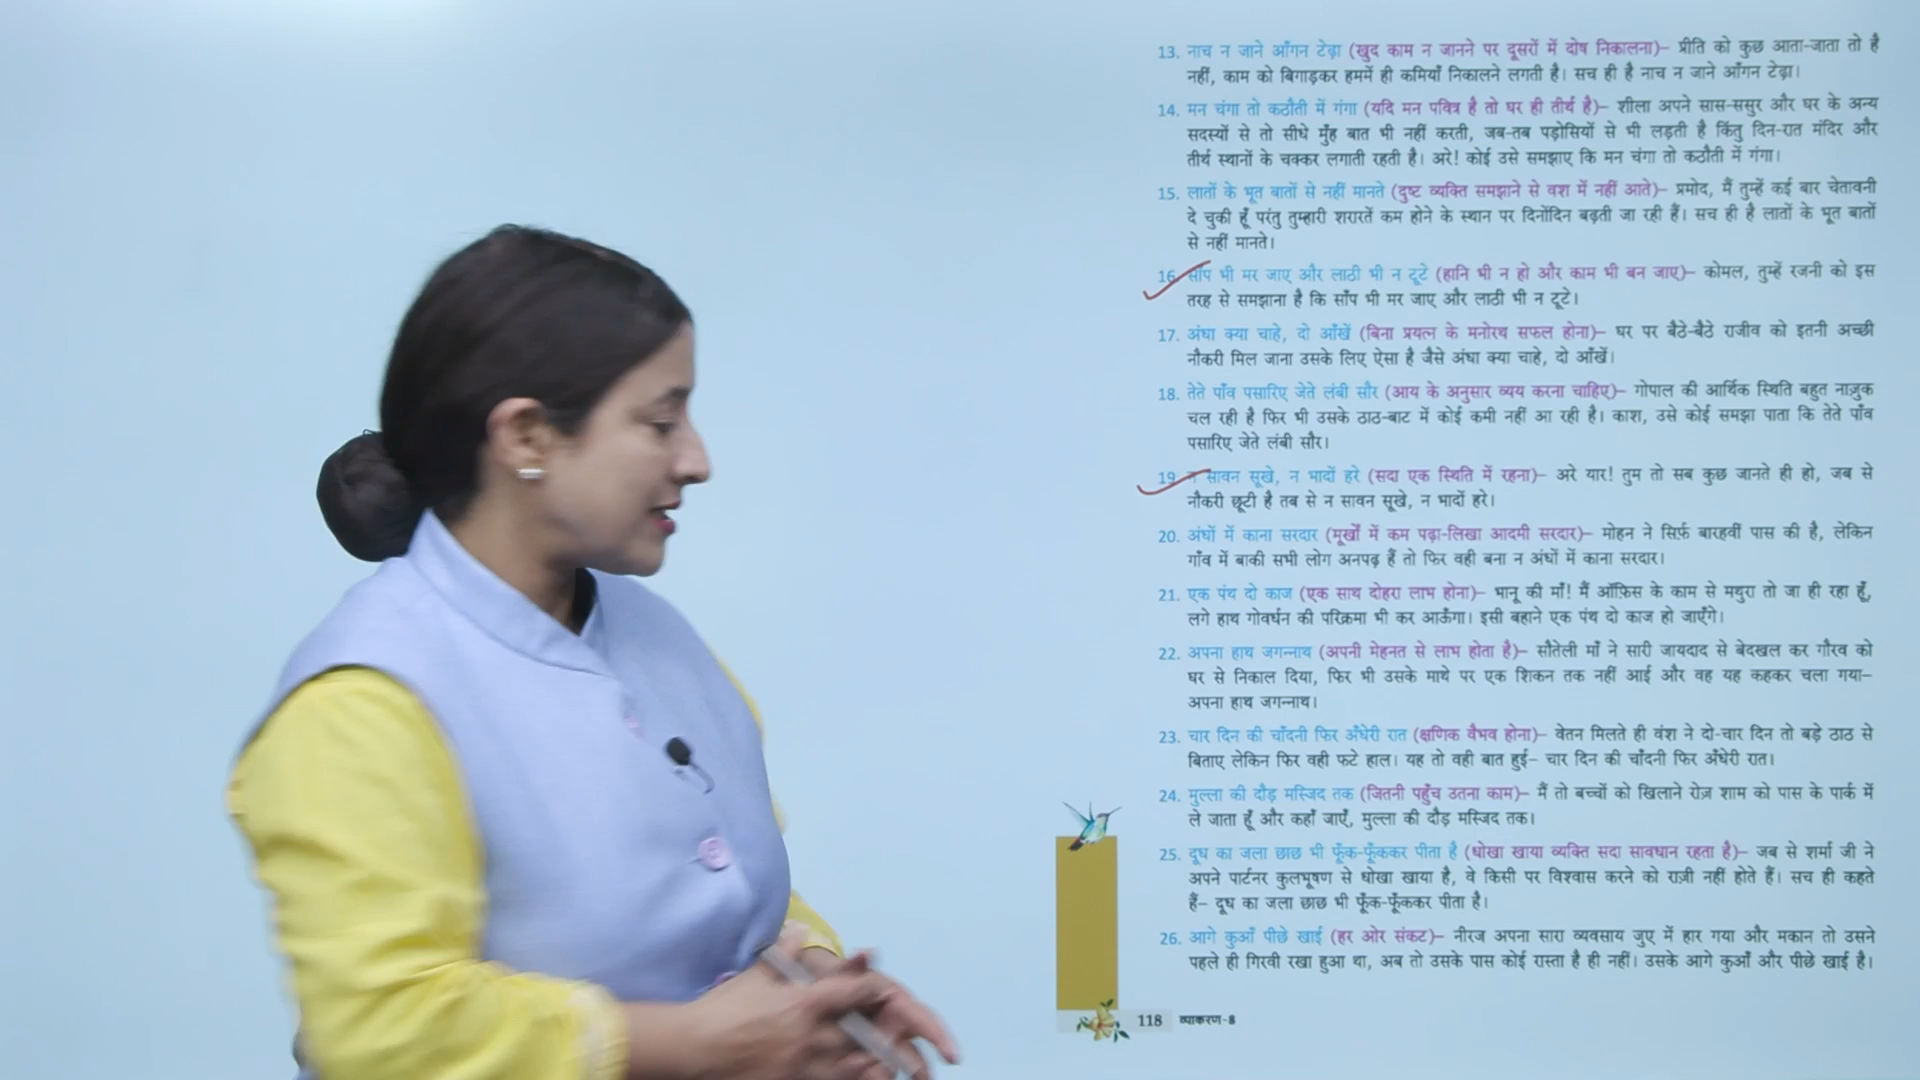 13. नाच न जाने आँगन टेढ़ा (खुद काम न जानने पर दूसरों में दोष निकालना)– प्रीति को कुछ आता-जाता तो है
नहीं, काम को बिगाड़कर हममें ही कमियाँ निकालने लगती है। सच ही है नाच न जाने आँगन टेढ़ा।
14. मन चंगा तो कठौती में गंगा (यदि मन पवित्र है तो घर ही तीर्थ है)– शीला अपने सास-ससुर और घर के अन्य
सदस्यों से तो सीधे मुँह बात भी नहीं करती, जब-तब पड़ोसियों से भी लड़ती है किंतु दिन-रात मंदिर और
तीर्थ स्थानों के चक्कर लगाती रहती है। अरे! कोई उसे समझाए कि मन चंगा तो कठौती में गंगा।
15. लातों के भूत बातों से नहीं मानते (दुष्ट व्यक्ति समझाने से वश में नहीं आते)– प्रमोद, मैं तुम्हें कई बार चेतावनी
दे चुकी हूँ परंतु तुम्हारी शरारतें कम होने के स्थान पर दिनोंदिन बढ़ती जा रही हैं। सच ही है लातों के भूत बातों
से नहीं मानते।
16. साँप भी मर जाए और लाठी भी न टूटे (हानि भी न हो और काम भी बन जाए)– कोमल, तुम्हें रजनी को इस
तरह से समझाना है कि साँप भी मर जाए और लाठी भी न टूटे।
17. अंधा क्या चाहे, दो आँखें (बिना प्रयत्न के मनोरथ सफल होना)– घर पर बैठे-बैठे राजीव को इतनी अच्छी
नौकरी मिल जाना उसके लिए ऐसा है जैसे अंधा क्या चाहे, दो आँखें।
18. तेते पाँव पसारिए जेते लंबी सौर (आय के अनुसार व्यय करना चाहिए)– गोपाल की आर्थिक स्थिति बहुत नाज़ुक
चल रही है फिर भी उसके ठाठ-बाट में कोई कमी नहीं आ रही है। काश, उसे कोई समझा पाता कि तेते पाँव
पसारिए जेते लंबी सौर।
19. न सावन सूखे, न भादों हरे (सदा एक स्थिति में रहना)– अरे यार! तुम तो सब कुछ जानते ही हो, जब से
नौकरी छूटी है तब से न सावन सूखे, न भादों हरे।
20. अंधों में काना सरदार (मूर्खों में कम पढ़ा-लिखा आदमी सरदार)– मोहन ने सिर्फ़ बारहवीं पास की है, लेकिन
गाँव में बाकी सभी लोग अनपढ़ हैं तो फिर वही बना न अंधों में काना सरदार।
21. एक पंथ दो काज (एक साथ दोहरा लाभ होना)– भानू की माँ! मैं ऑफ़िस के काम से मथुरा तो जा ही रहा हूँ,
लगे हाथ गोवर्धन की परिक्रमा भी कर आऊँगा। इसी बहाने एक पंथ दो काज हो जाएँगे।
22. अपना हाथ जगन्नाथ (अपनी मेहनत से लाभ होता है)– सौतेली माँ ने सारी जायदाद से बेदखल कर गौरव को
घर से निकाल दिया, फिर भी उसके माथे पर एक शिकन तक नहीं आई और वह यह कहकर चला गया–
अपना हाथ जगन्नाथ।
23. चार दिन की चाँदनी फिर अँधेरी रात (क्षणिक वैभव होना)– वेतन मिलते ही वंश ने दो-चार दिन तो बड़े ठाठ से
बिताए लेकिन फिर वही फटे हाल। यह तो वही बात हुई– चार दिन की चाँदनी फिर अँधेरी रात।
24. मुल्ला की दौड़ मस्जिद तक (जितनी पहुँच उतना काम)– मैं तो बच्चों को खिलाने रोज़ शाम को पास के पार्क में
ले जाता हूँ और कहाँ जाएँ, मुल्ला की दौड़ मस्जिद तक।
25. दूध का जला छाछ भी फूँक-फूँककर पीता है (धोखा खाया व्यक्ति सदा सावधान रहता है)– जब से शर्मा जी ने
अपने पार्टनर कुलभूषण से धोखा खाया है, वे किसी पर विश्वास करने को राज़ी नहीं होते हैं। सच ही कहते
हैं– दूध का जला छाछ भी फूँक-फूँककर पीता है।
26. आगे कुआँ पीछे खाई (हर ओर संकट)– नीरज अपना सारा व्यवसाय जुए में हार गया और मकान तो उसने
पहले ही गिरवी रखा हुआ था, अब तो उसके पास कोई रास्ता है ही नहीं। उसके आगे कुआँ और पीछे खाई है।
118 व्याकरण-8